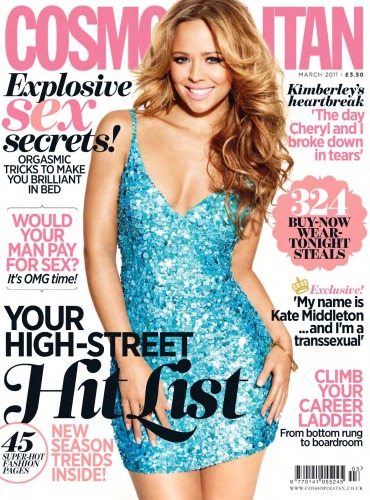 COSMOPOLITAN
MARCH 2011 · £3.50
Explosive
sex
secrets!
ORGASMIC
TRICKS TO MAKE
YOU BRILLIANT
IN BED
Kimberley's
heartbreak
'The day
Cheryl and I
broke down
in tears'
WOULD
YOUR
MAN PAY
FOR SEX?
It's OMG time!
324
BUY-NOW
WEAR-
TONIGHT
STEALS
Exclusive!
'My name is
Kate Middleton
...and I'm a
transsexual'
YOUR
HIGH-STREET
Hit List
45
SUPER-HOT
FASHION
PAGES
NEW
SEASON
TRENDS
INSIDE!
CLIMB
YOUR
CAREER
LADDER
From bottom rung
to boardroom
03
9 770141 055246
WWW.COSMOPOLITAN.CO.UK